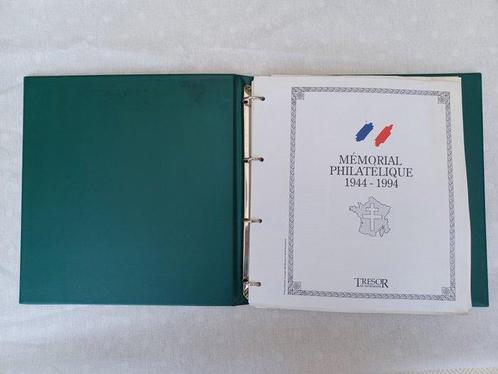 MÉMORIAL
PHILATÉLIQUE
1944 - 1994
TRESOR